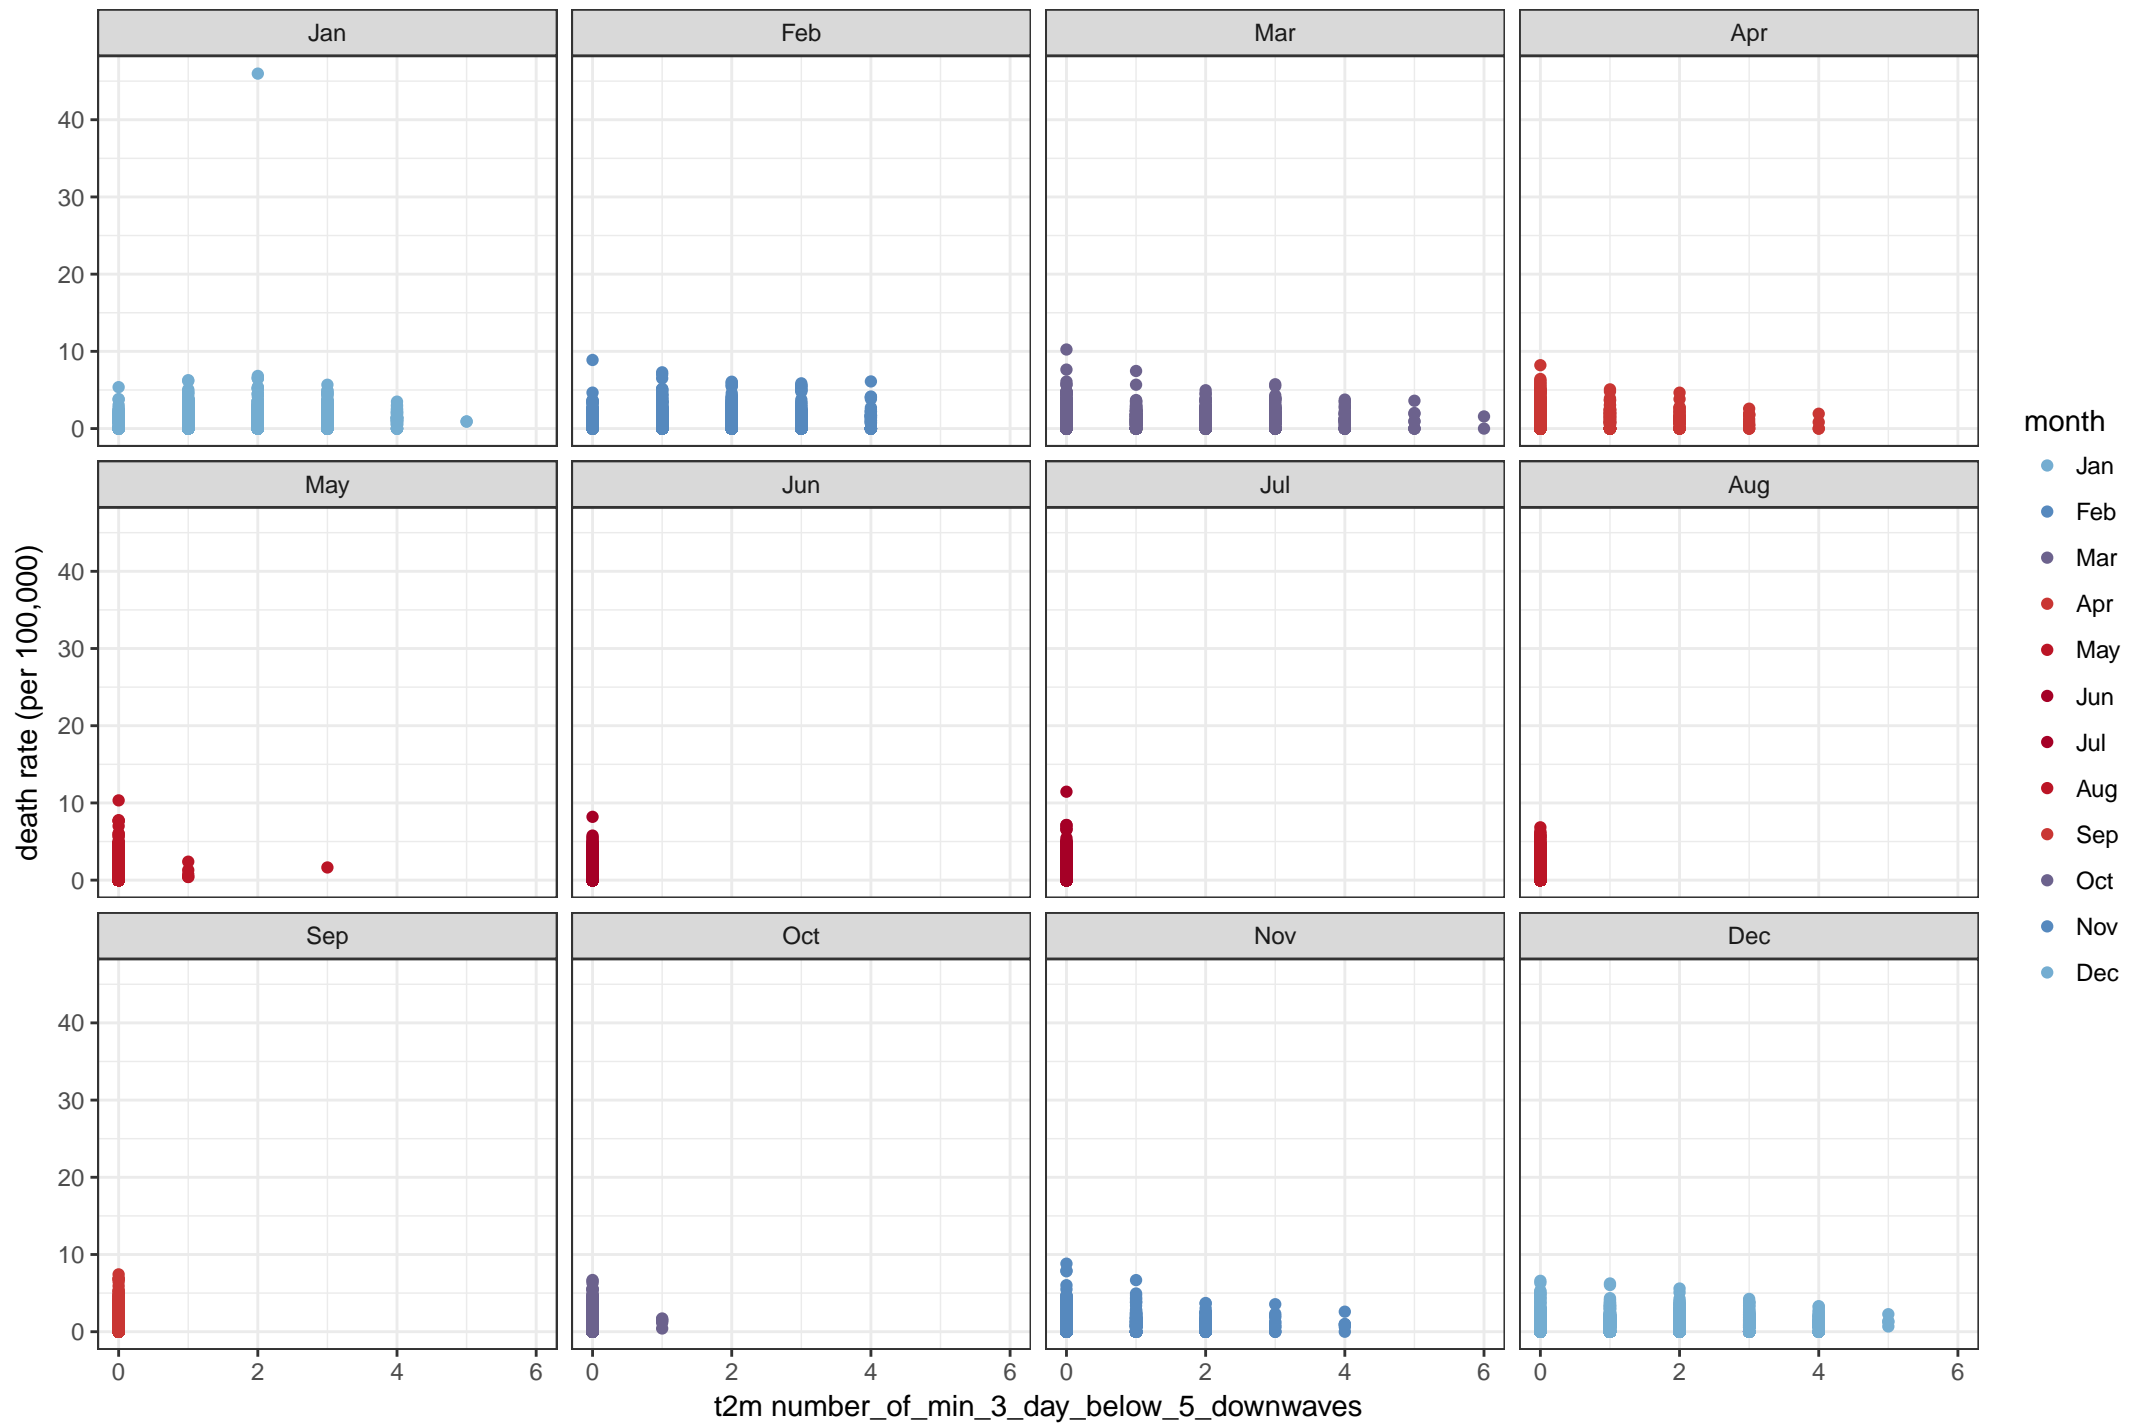 Jan Feb Mar Apr
40
30
20
10
0
May Jun Jul Aug
40
30
20
10
0
Sep Oct Nov Dec
40
30
20
10
0
0 2 4 6 0 2 4 6 0 2 4 6 0 2 4 6
t2m number_of_min_3_day_below_5_downwaves
death rate (per 100,000)
month
Jan
Feb
Mar
Apr
May
Jun
Jul
Aug
Sep
Oct
Nov
Dec